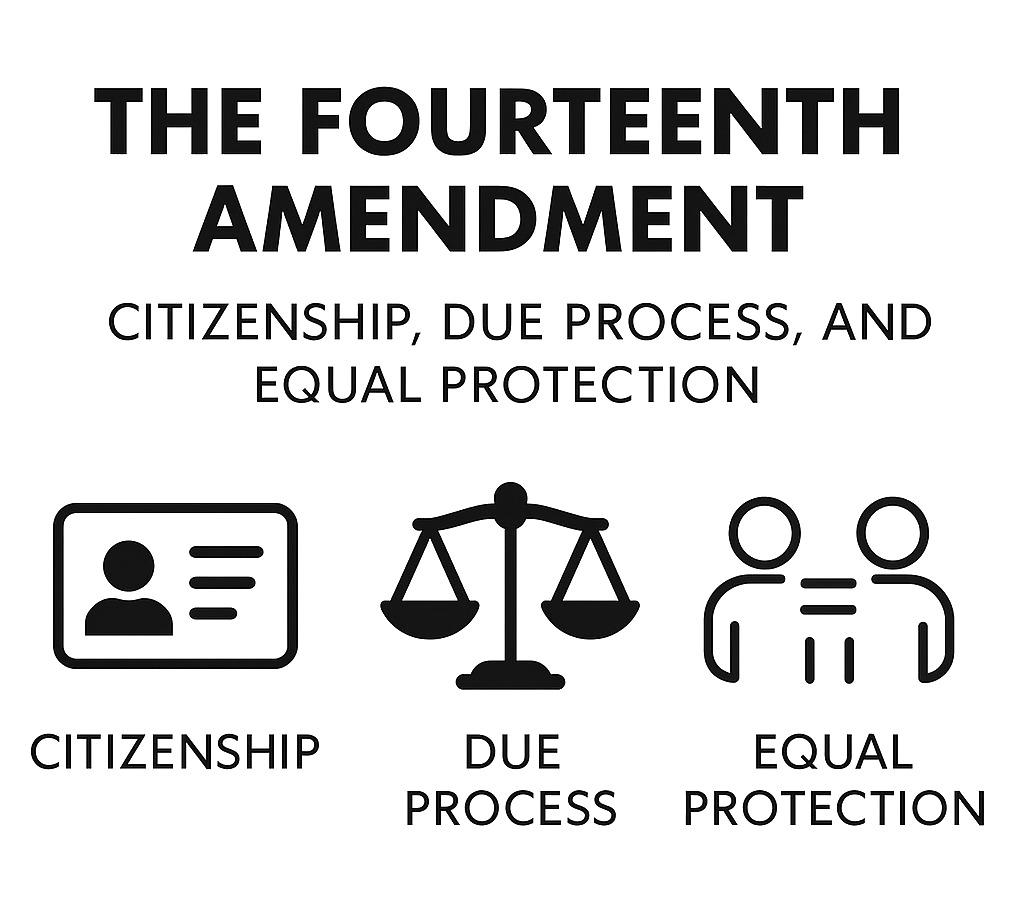 THE FOURTEENTH
AMENDMENT
CITIZENSHIP, DUE PROCESS, AND
EQUAL PROTECTION
CITIZENSHIP
DUE
PROCESS
EQUAL
PROTECTION